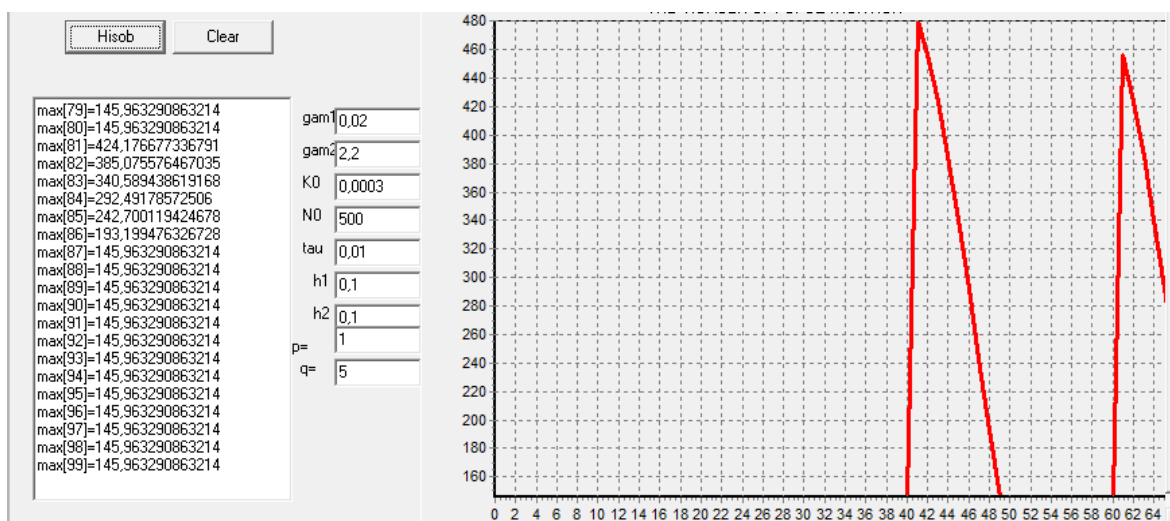 Hisob
Clear
max[79]=145,963290863214
max[80]=145,963290863214
max[81]=424,176677336791
max[82]=385,075576467035
max[83]=340,589438619168
max[84]=292,49178572506
max[85]=242,700119424678
max[86]=193,199476326728
max[87]=145,963290863214
max[88]=145,963290863214
max[89]=145,963290863214
max[90]=145,963290863214
max[91]=145,963290863214
max[92]=145,963290863214
max[93]=145,963290863214
max[94]=145,963290863214
max[95]=145,963290863214
max[96]=145,963290863214
max[97]=145,963290863214
max[98]=145,963290863214
max[99]=145,963290863214
gam1 0,02
gam2 2,2
K0 0,0003
N0 500
tau 0,01
h1 0,1
h2 0,1
p= 1
q= 5
480
460
440
420
400
380
360
340
320
300
280
260
240
220
200
180
160
0 2 4 6 8 10 12 14 16 18 20 22 24 26 28 30 32 34 36 38 40 42 44 46 48 50 52 54 56 58 60 62 64